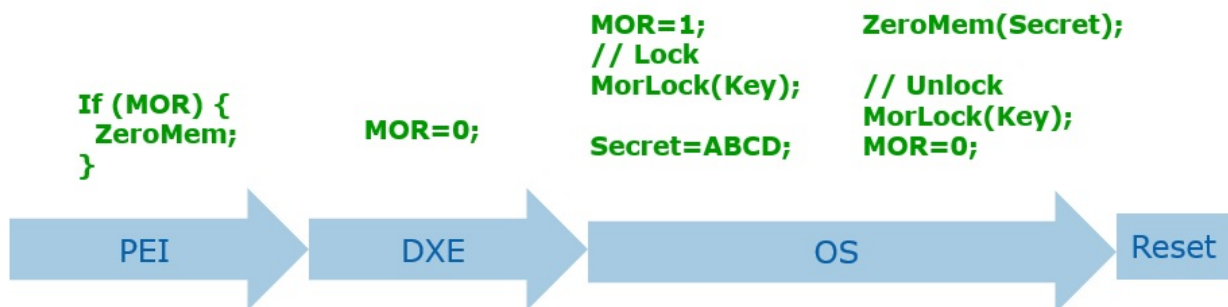 If (MOR) {
ZeroMem;
}
MOR=0;
MOR=1;
// Lock
MorLock(Key);
Secret=ABCD;
ZeroMem(Secret);
// Unlock
MorLock(Key);
MOR=0;
PEI
DXE
OS
Reset